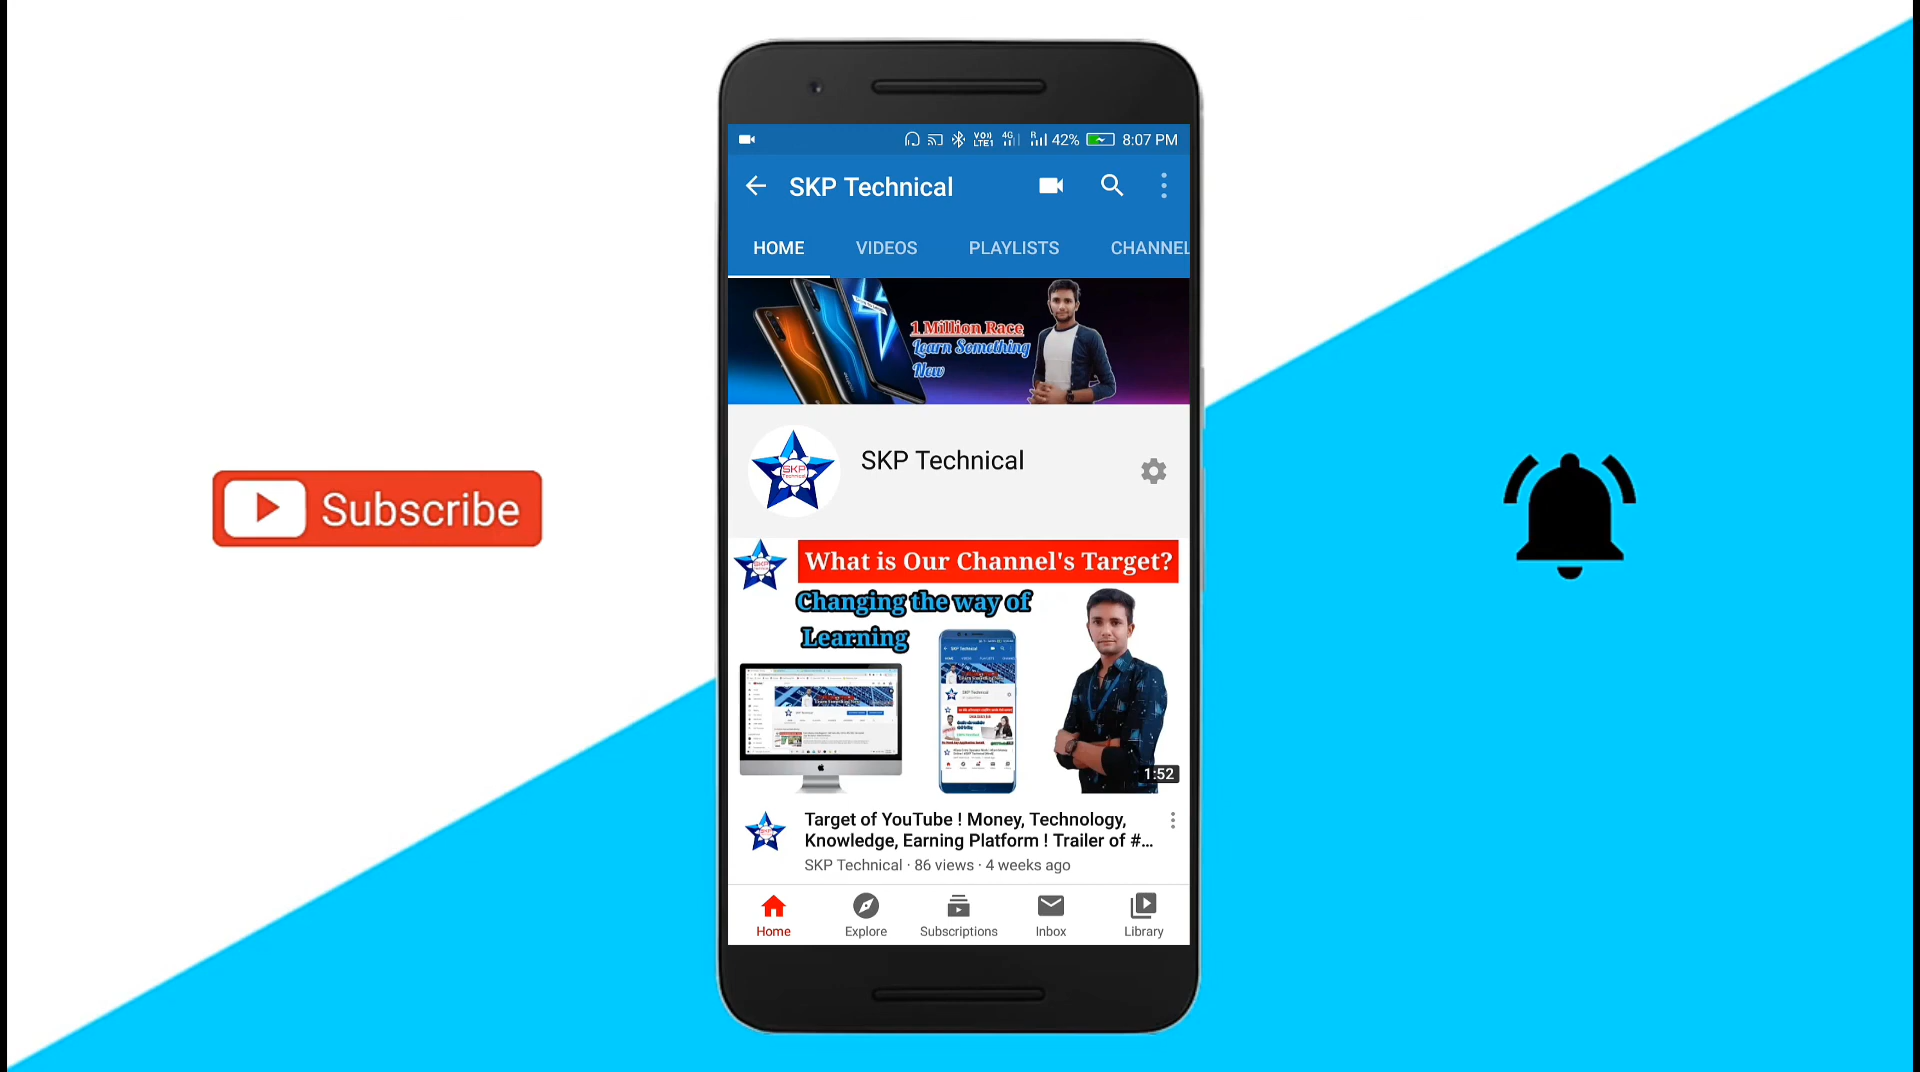 42% 8:07 PM
SKP Technical
HOME VIDEOS PLAYLISTS CHANNEL
1 Million Race
Learn Something
New
SKP Technical
SKP Technical
What is Our Channel's Target?
Changing the way of
Learning
1:52
Target of YouTube ! Money, Technology,
Knowledge, Earning Platform ! Trailer of #...
SKP Technical · 86 views · 4 weeks ago
Home Explore Subscriptions Inbox Library
Subscribe